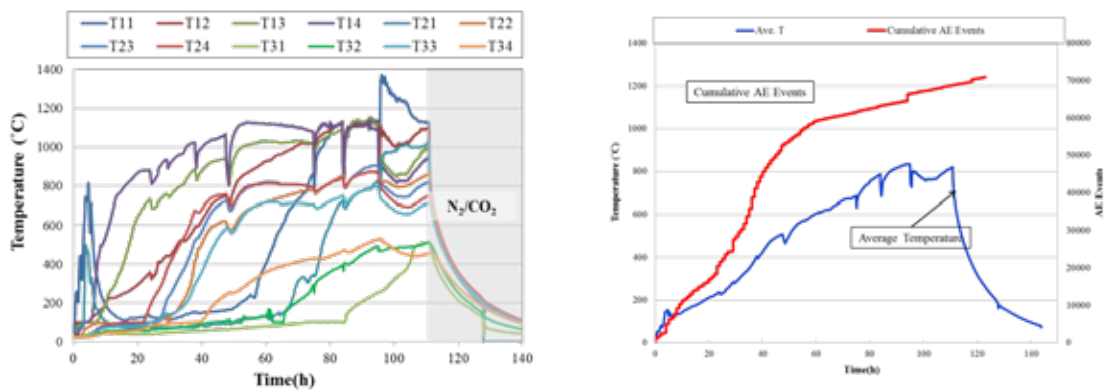 T11 T12 T13 T14 T21 T22
T23 T24 T31 T32 T33 T34
1400
1200
1000
800
600
400
200
0
Temperature (˚C)
N2/CO2
0 20 40 60 80 100 120 140
Time(h)
Ave. T Cumulative AE Events
1400
1200
1000
800
600
400
200
0
Temperature (˚C)
80000
70000
60000
50000
40000
30000
20000
10000
0
AE Events
Cumulative AE Events
Average Temperature
0 20 40 60 80 100 120 140
Time(h)